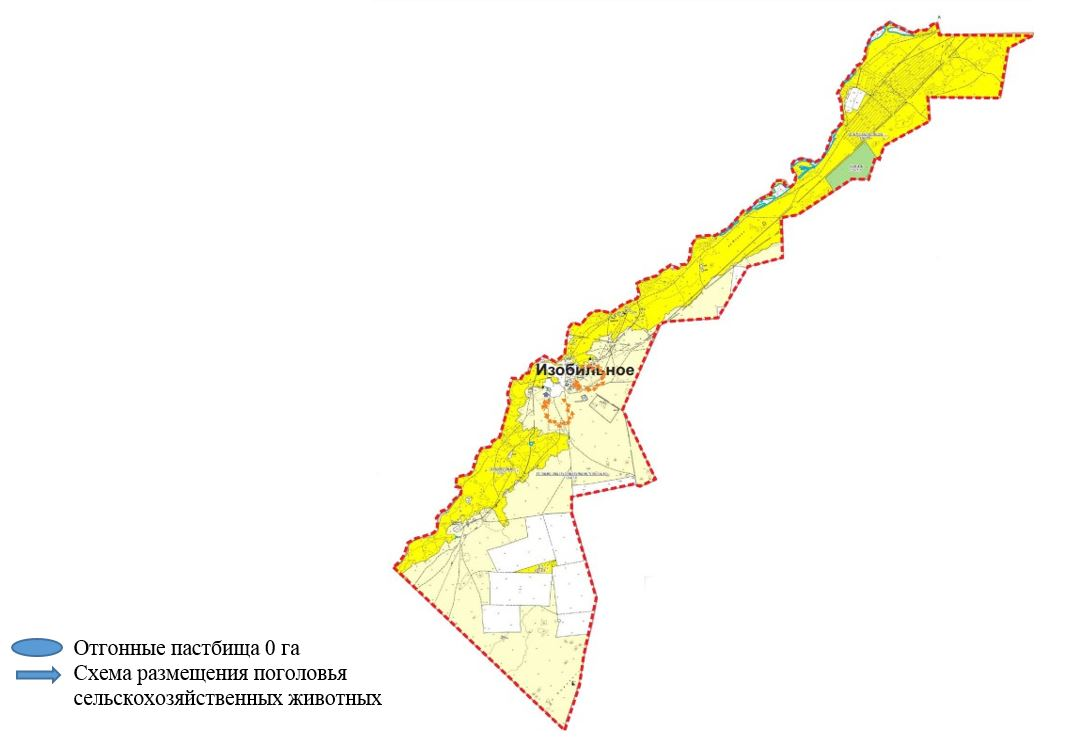 Изобильное
Отгонные пастбища 0 га
Схема размещения поголовья
сельскохозяйственных животных